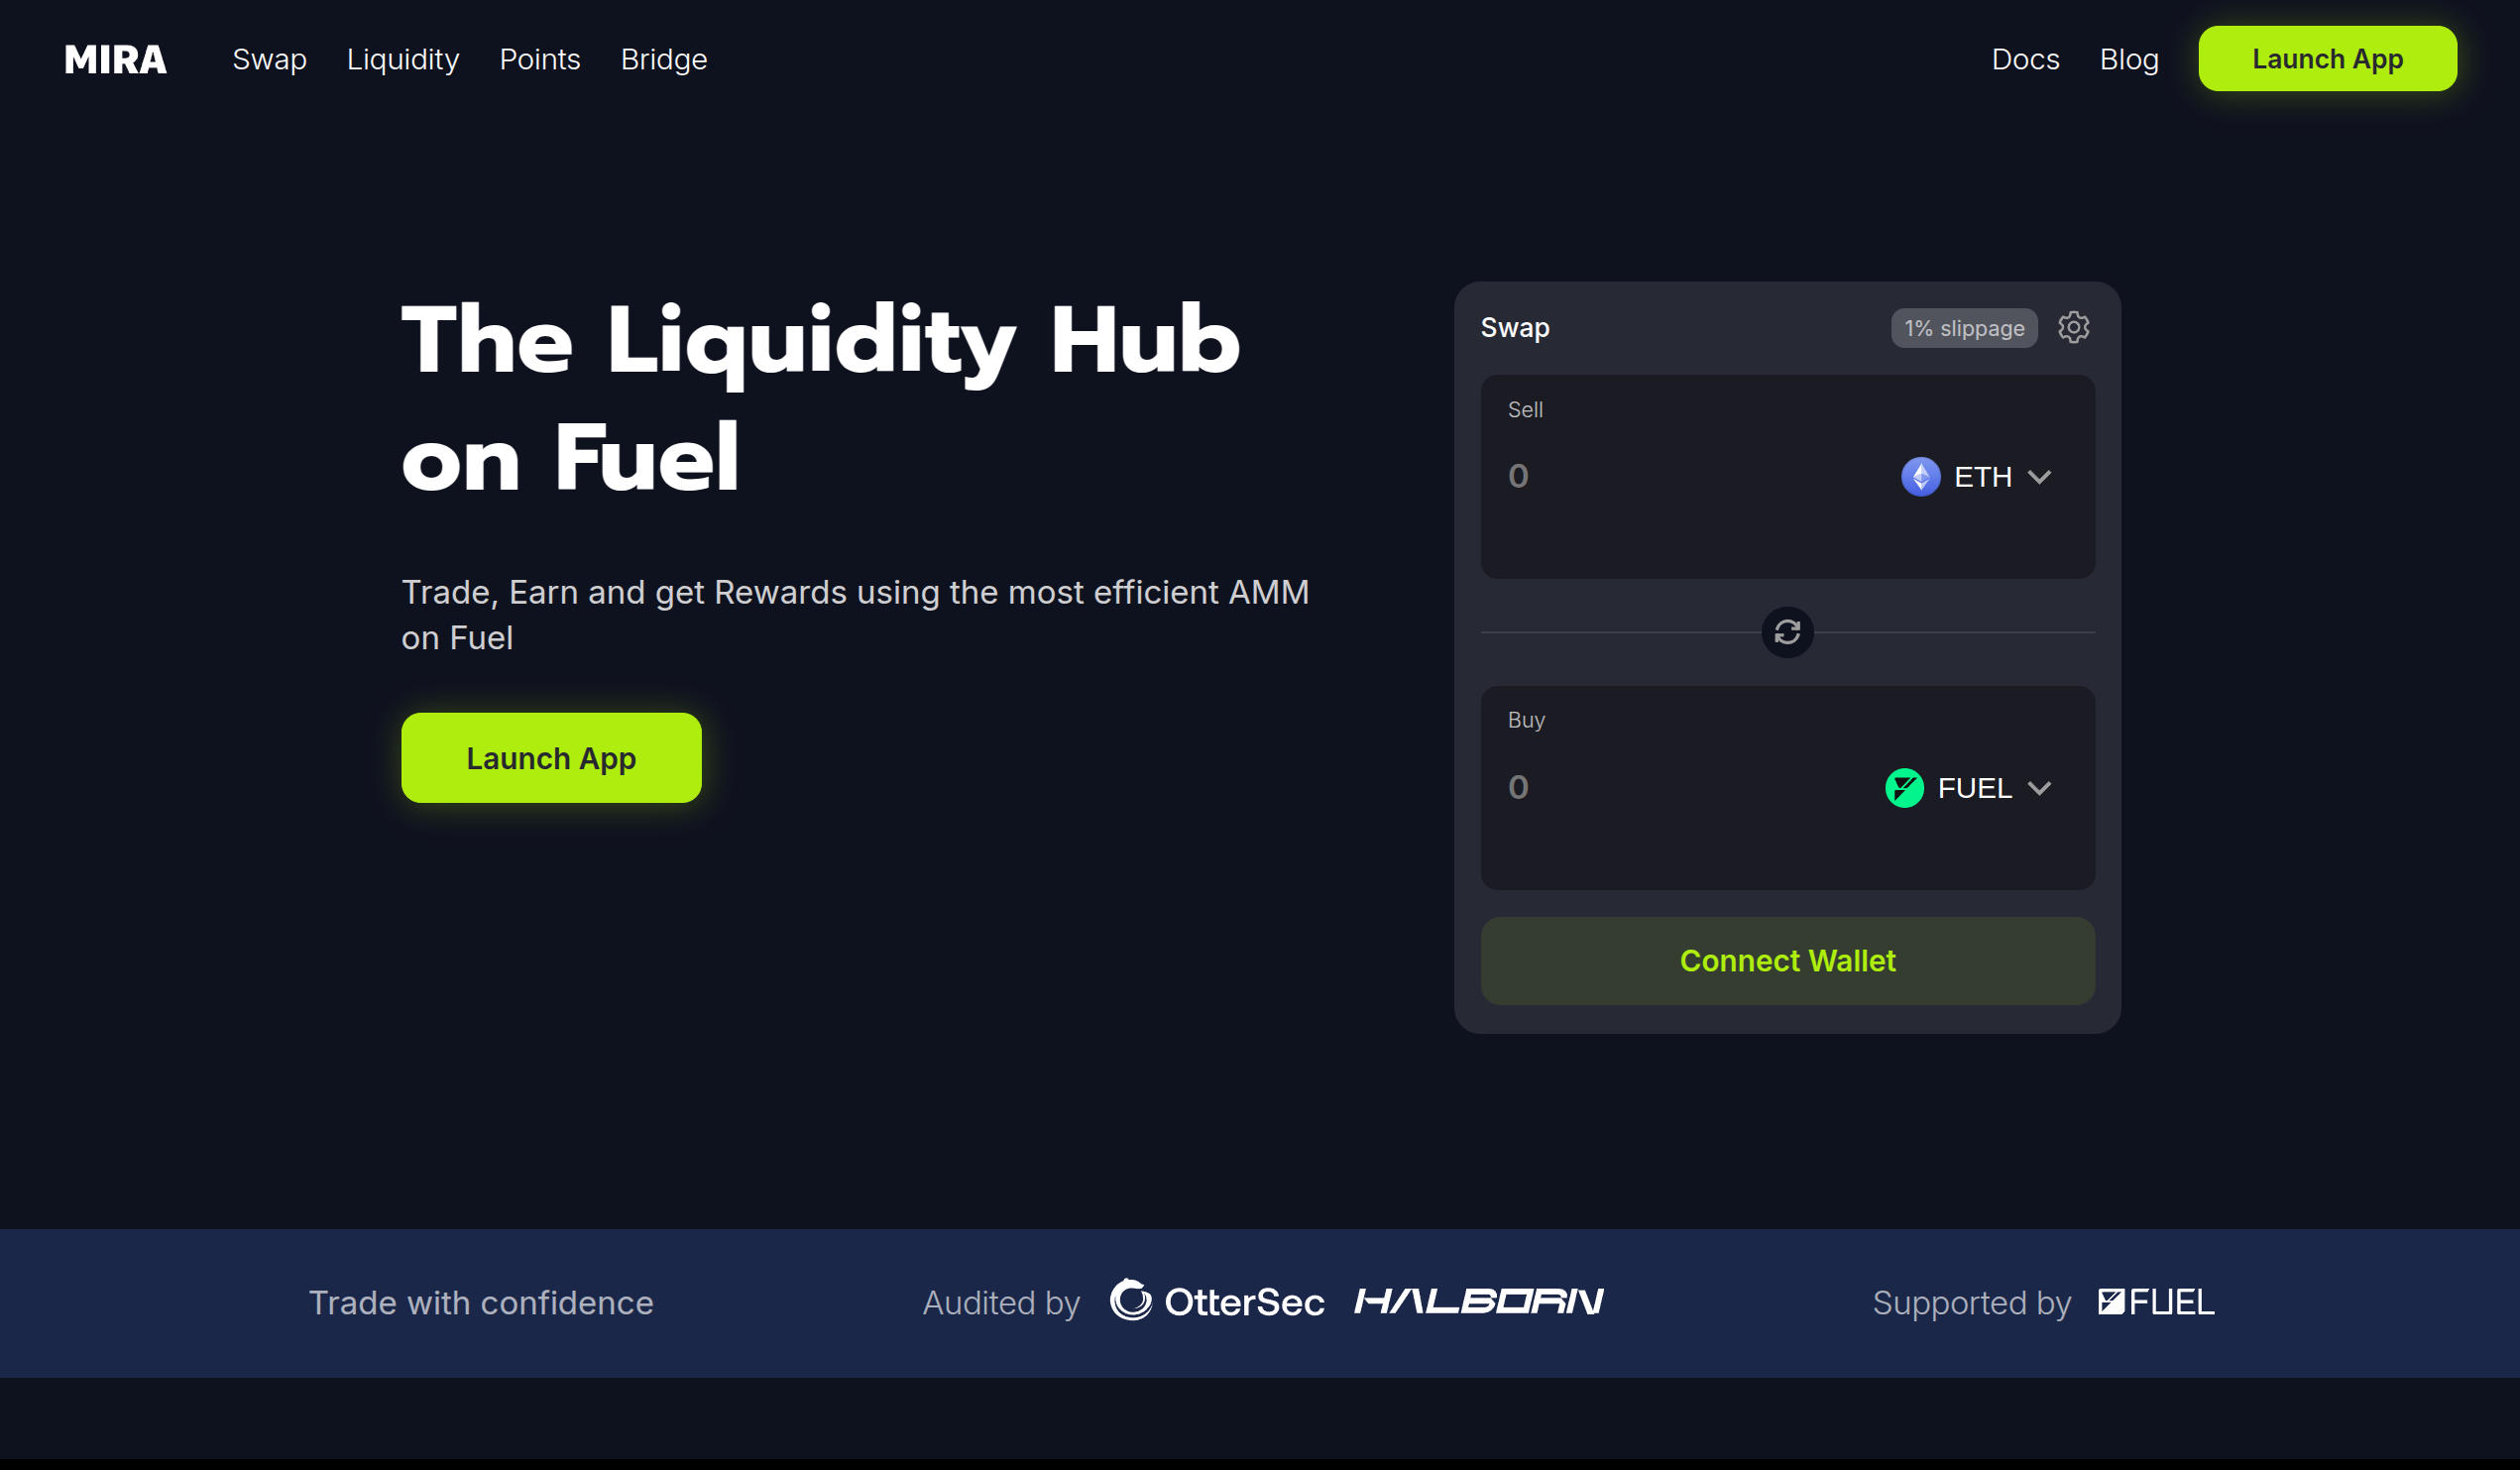 MIRA Swap Liquidity Points Bridge Docs Blog Launch App
The Liquidity Hub
on Fuel
Trade, Earn and get Rewards using the most efficient AMM
on Fuel
Launch App
Swap 1% slippage
Sell
0 ETH
Buy
0 FUEL
Connect Wallet
Trade with confidence Audited by OtterSec HALBORN Supported by FUEL